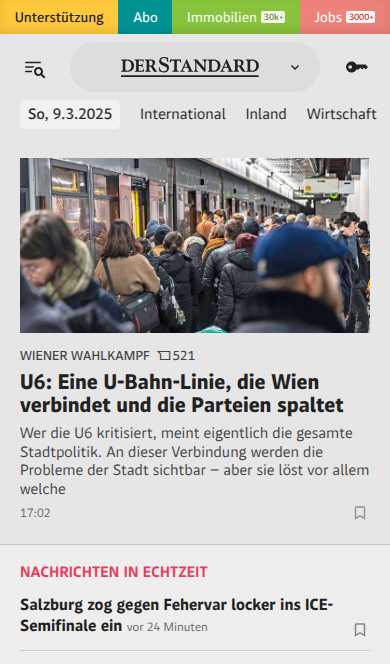 Unterstützung Abo Immobilien 30k+ Jobs 3000+
DERSTANDARD
So, 9.3.2025 International Inland Wirtschaft
WIENER WAHLKAMPF 521
U6: Eine U-Bahn-Linie, die Wien
verbindet und die Parteien spaltet
Wer die U6 kritisiert, meint eigentlich die gesamte
Stadtpolitik. An dieser Verbindung werden die
Probleme der Stadt sichtbar – aber sie löst vor allem
welche
17:02
NACHRICHTEN IN ECHTZEIT
Salzburg zog gegen Fehervar locker ins ICE-
Semifinale ein vor 24 Minuten